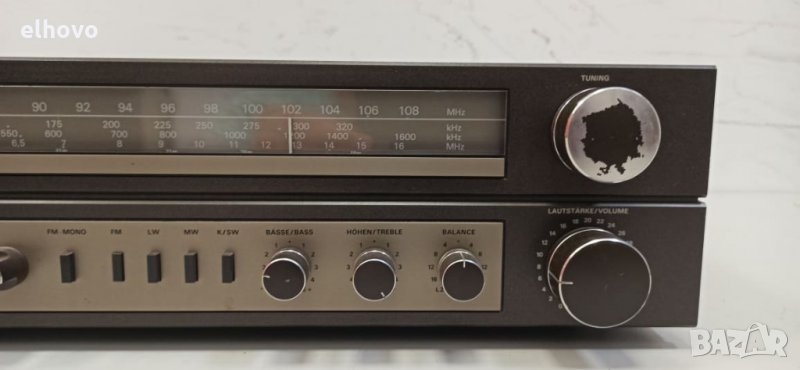 elhovo
TUNING
90 92 94 96 98 100 102 104 106 108 MHz
175 200 225 250 275 300 320 kHz
550 600 700 800 1000 1200 1400 1600 kHz
6,5 7 8 9 10 11 12 13 14 15 16 MHz
LAUTSTÄRKE/VOLUME
FM-MONO FM LW MW K/SW BÄSSE/BASS HÖHEN/TREBLE BALANCE
BAZAR